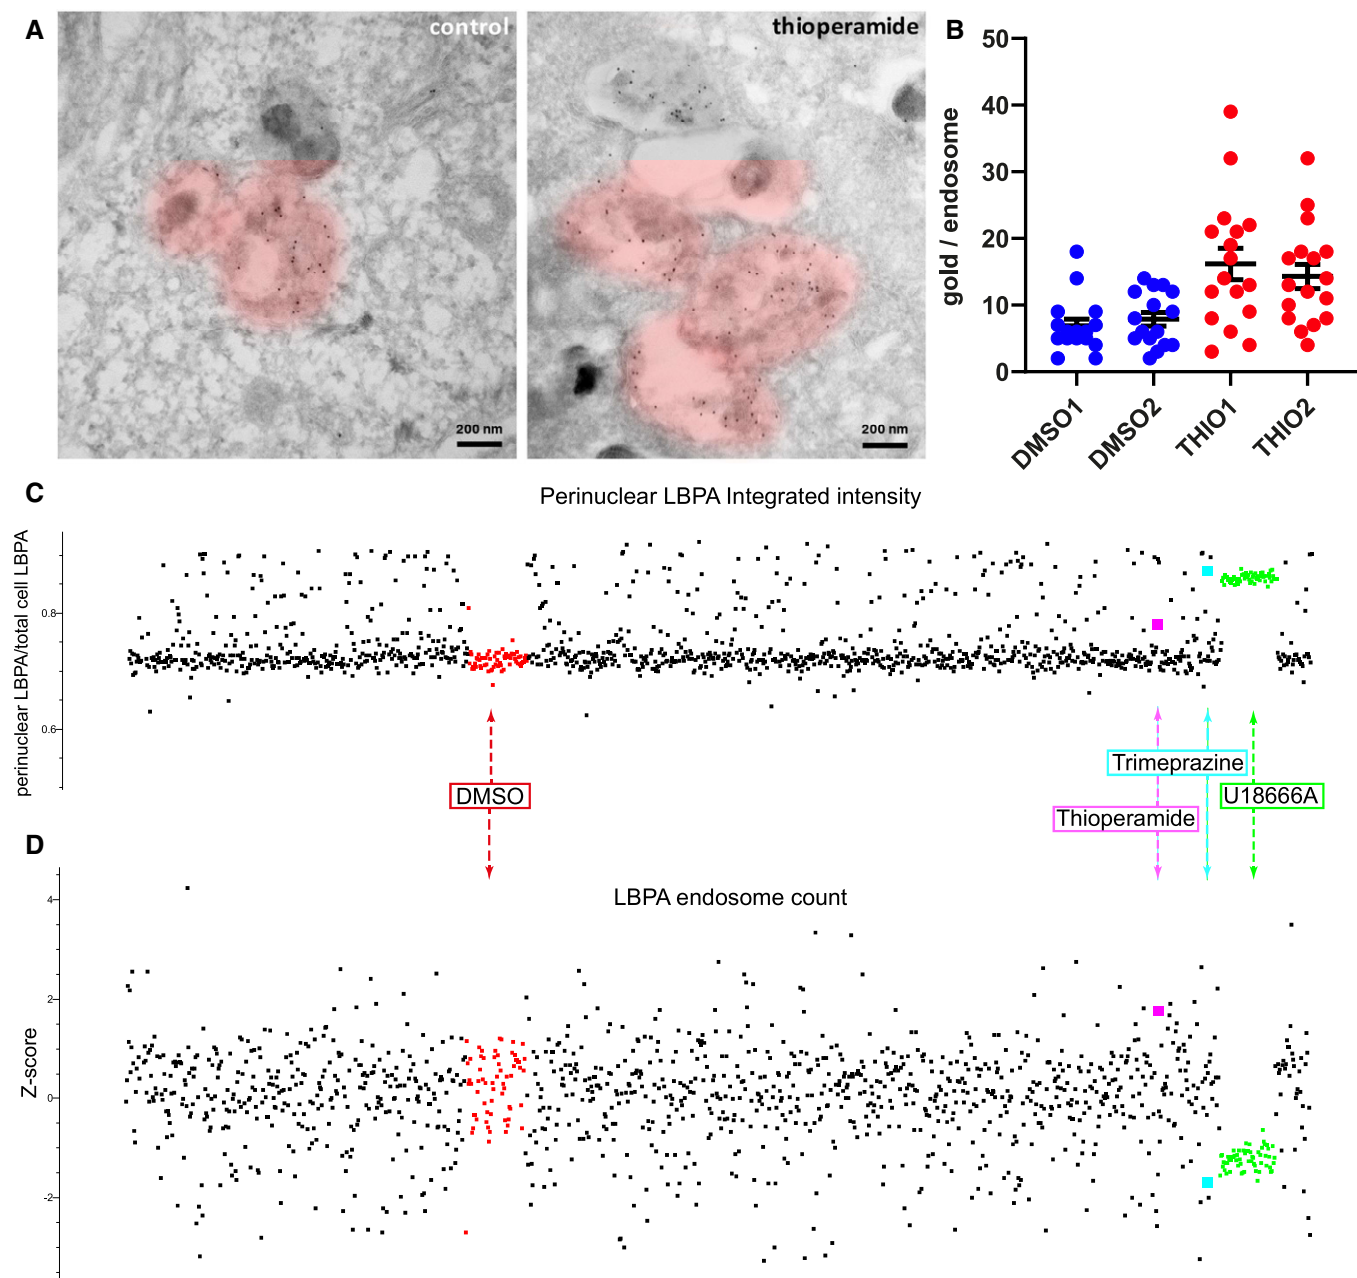 A
control
thioperamide
200 nm
200 nm
B
50
40
30
20
10
0
gold / endosome
DMSO1
DMSO2
THIO1
THIO2
C
Perinuclear LBPA Integrated intensity
perinuclear LBPA/total cell LBPA
0.8
0.6
Trimeprazine
DMSO
U18666A
Thioperamide
D
LBPA endosome count
Z-score
4
2
0
-2